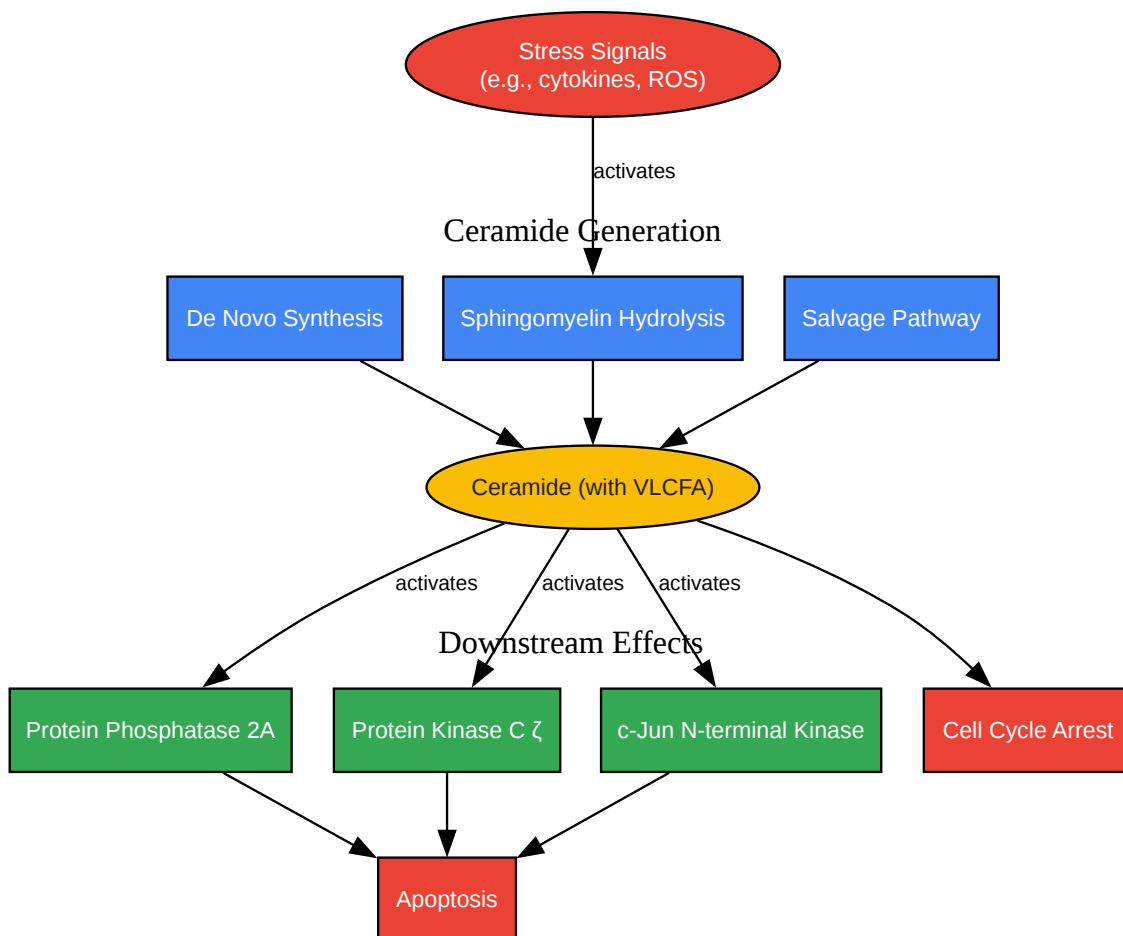 Stress Signals
(e.g., cytokines, ROS)
activates
Ceramide Generation
De Novo Synthesis
Sphingomyelin Hydrolysis
Salvage Pathway
Ceramide (with VLCFA)
activates
activates
activates
Downstream Effects
Protein Phosphatase 2A
Protein Kinase C ζ
c-Jun N-terminal Kinase
Cell Cycle Arrest
Apoptosis